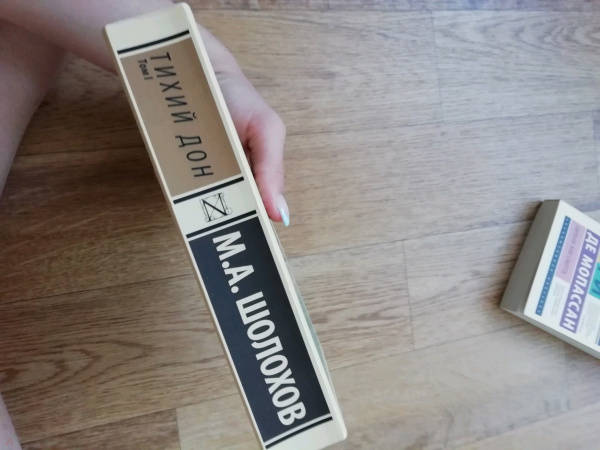 ТИХИЙ ДОН
Том I
М.А. ШОЛОХОВ
ДЕ МОПАССАН